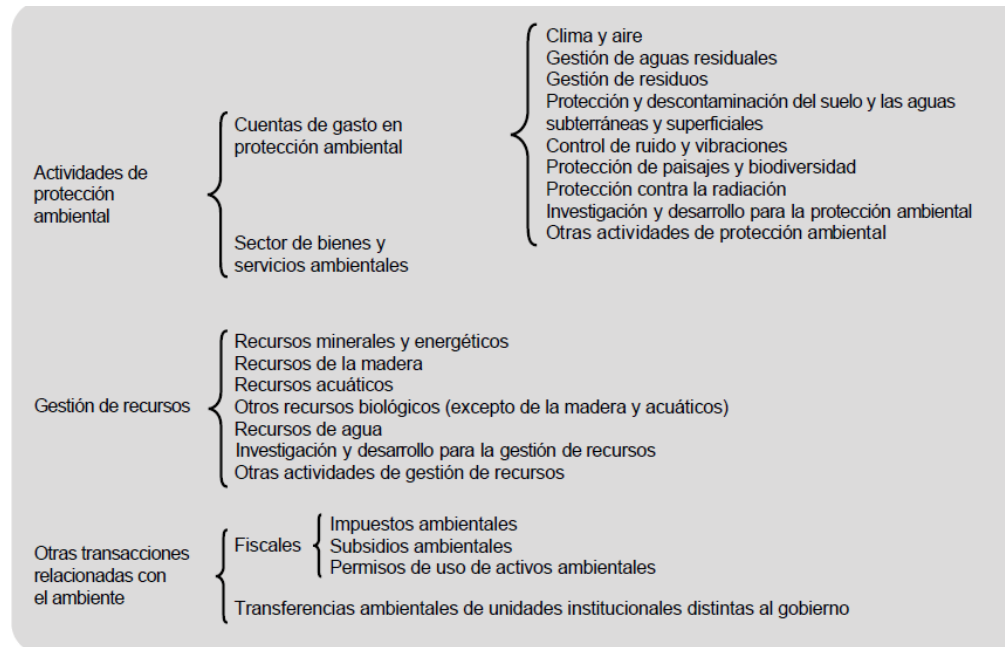 Actividades de
protección
ambiental
Cuentas de gasto en
protección ambiental
Clima y aire
Gestión de aguas residuales
Gestión de residuos
Protección y descontaminación del suelo y las aguas
subterráneas y superficiales
Control de ruido y vibraciones
Protección de paisajes y biodiversidad
Protección contra la radiación
Investigación y desarrollo para la protección ambiental
Otras actividades de protección ambiental
Sector de bienes y
servicios ambientales
Gestión de recursos
Recursos minerales y energéticos
Recursos de la madera
Recursos acuáticos
Otros recursos biológicos (excepto de la madera y acuáticos)
Recursos de agua
Investigación y desarrollo para la gestión de recursos
Otras actividades de gestión de recursos
Otras transacciones
relacionadas con
el ambiente
Fiscales
Impuestos ambientales
Subsidios ambientales
Permisos de uso de activos ambientales
Transferencias ambientales de unidades institucionales distintas al gobierno